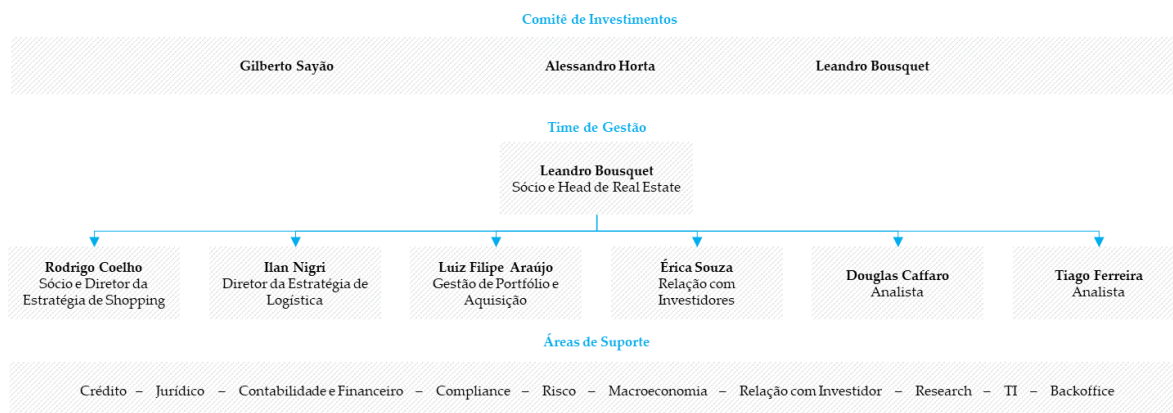 Comitê de Investimentos
Gilberto Sayão Alessandro Horta Leandro Bousquet
Time de Gestão
Leandro Bousquet
Sócio e Head de Real Estate
Rodrigo Coelho
Sócio e Diretor da
Estratégia de Shopping
Ilan Nigri
Diretor da Estratégia de
Logística
Luiz Filipe Araújo
Gestão de Portfólio e
Aquisição
Érica Souza
Relação com
Investidores
Douglas Caffaro
Analista
Tiago Ferreira
Analista
Áreas de Suporte
Crédito – Jurídico – Contabilidade e Financeiro – Compliance – Risco – Macroeconomia – Relação com Investidor – Research – TI – Backoffice